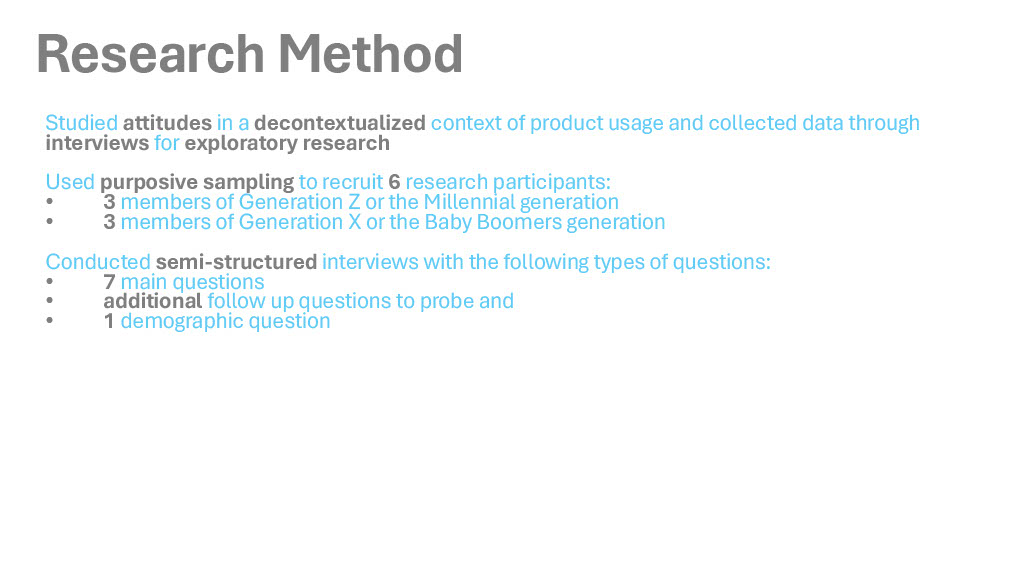 Research Method
Studied attitudes in a decontextualized context of product usage and collected data through
interviews for exploratory research
Used purposive sampling to recruit 6 research participants:
• 3 members of Generation Z or the Millennial generation
• 3 members of Generation X or the Baby Boomers generation
Conducted semi-structured interviews with the following types of questions:
• 7 main questions
• additional follow up questions to probe and
• 1 demographic question